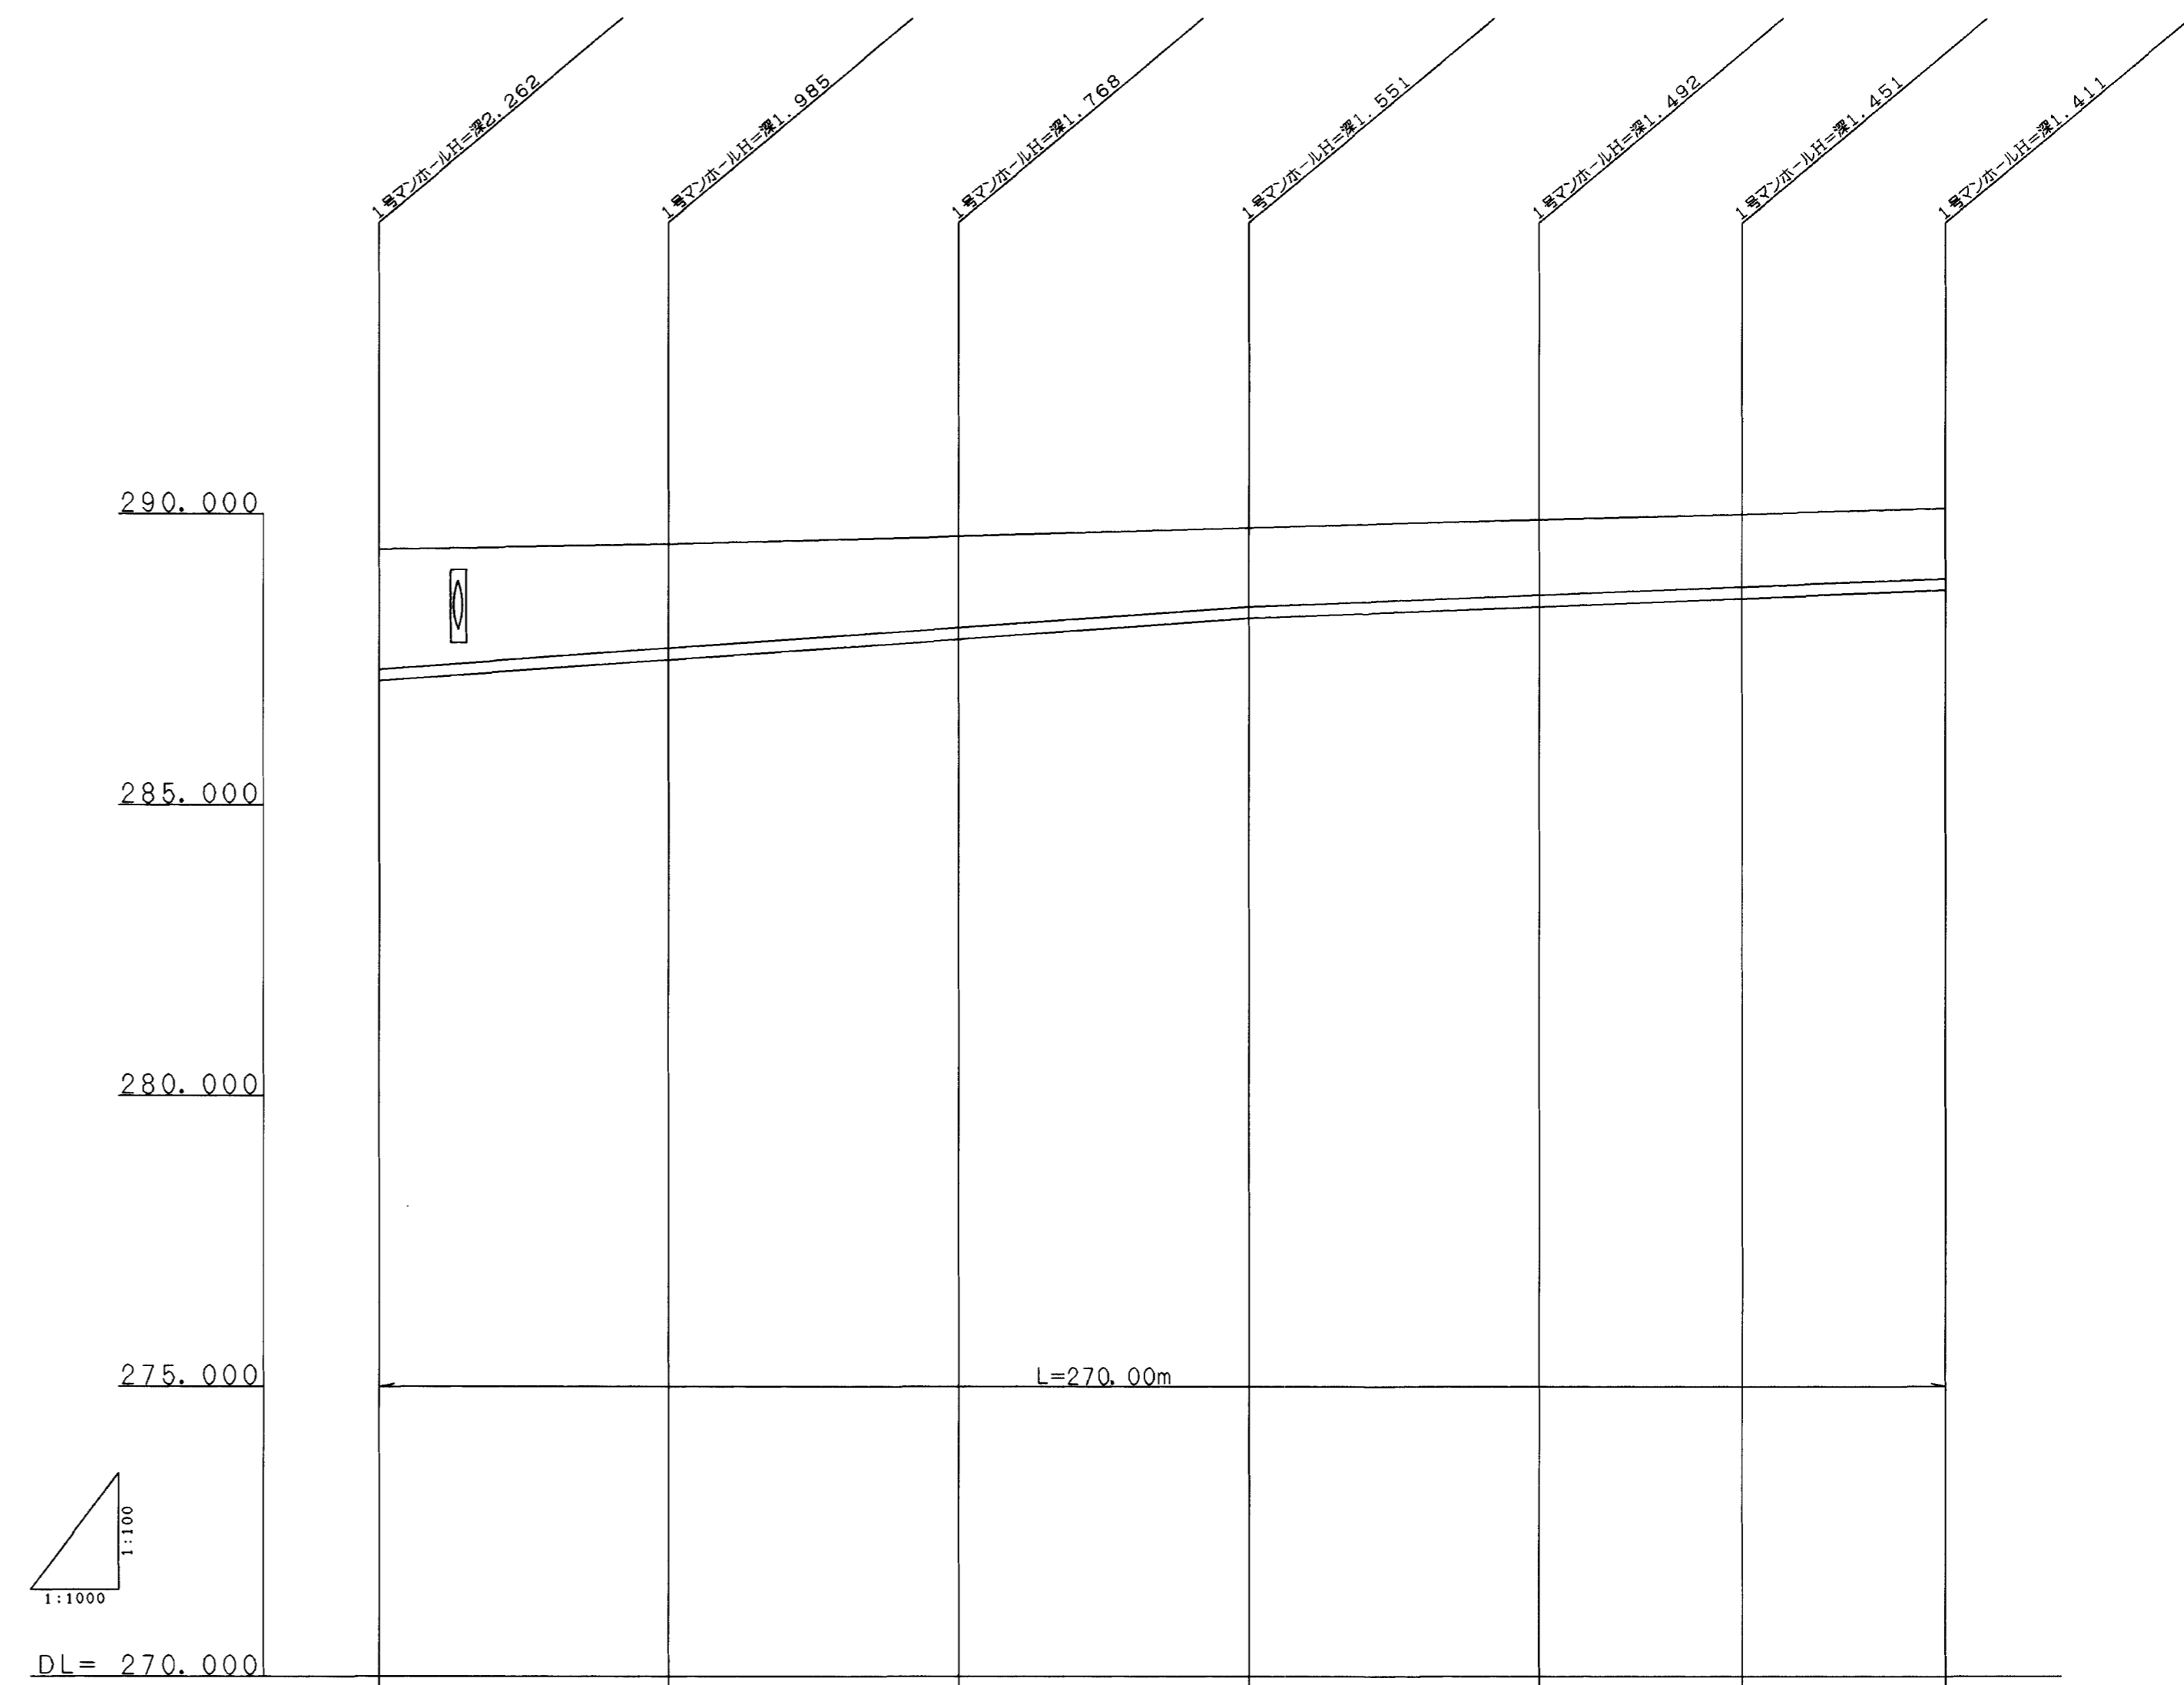 1号マンホールH=深2.262
1号マンホールH=深1.985
1号マンホールH=深1.768
1号マンホールH=深1.551
1号マンホールH=深1.492
1号マンホールH=深1.451
1号マンホールH=深1.411
290.000
285.000
280.000
275.000
L=270.00m
1:100
1:1000
DL= 270.000